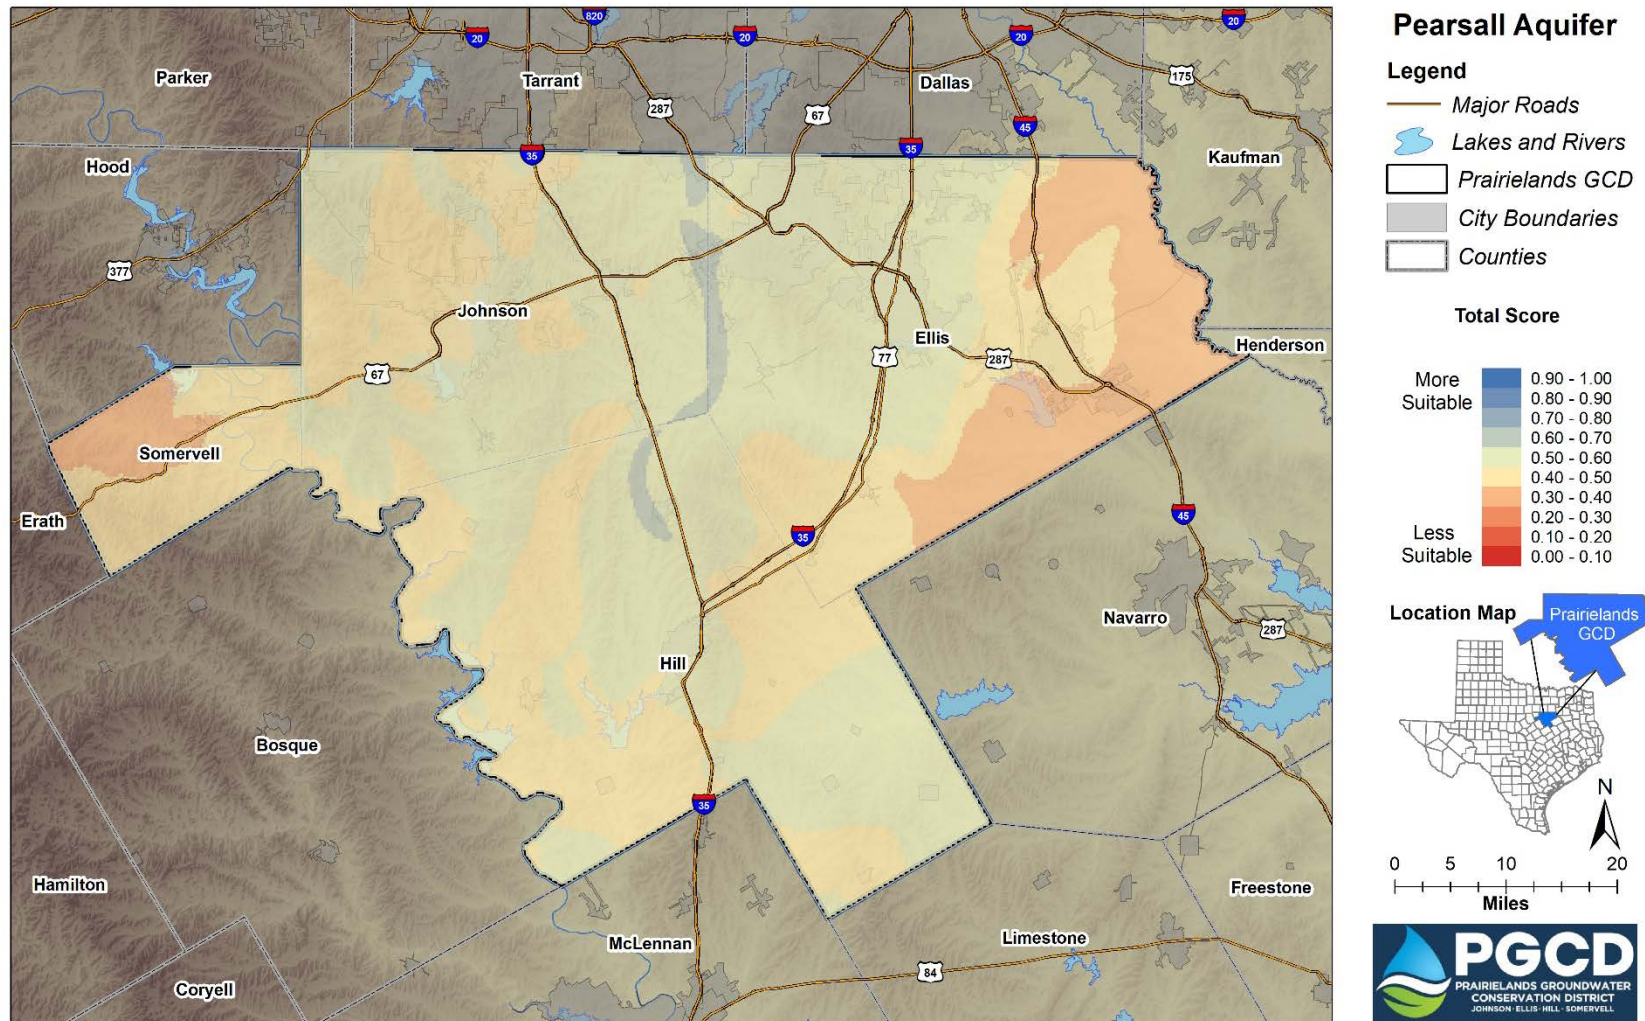 820
20
20
20
20
Parker
Tarrant
Dallas
175
287
67
45
35
35
Hood
Kaufman
377
Johnson
Ellis
Henderson
77
287
67
Somervell
Erath
35
45
Navarro
287
Hill
Bosque
35
Hamilton
Freestone
McLennan
Limestone
84
Coryell
Pearsall Aquifer
Legend
Major Roads
Lakes and Rivers
Prairielands GCD
City Boundaries
Counties
Total Score
More
Suitable
0.90 - 1.00
0.80 - 0.90
0.70 - 0.80
0.60 - 0.70
0.50 - 0.60
0.40 - 0.50
0.30 - 0.40
0.20 - 0.30
0.10 - 0.20
0.00 - 0.10
Less
Suitable
Location Map
Prairielands
GCD
N
0 5 10 20
Miles
PGCD
PRAIRIELANDS GROUNDWATER
CONSERVATION DISTRICT
JOHNSON · ELLIS · HILL · SOMERVELL